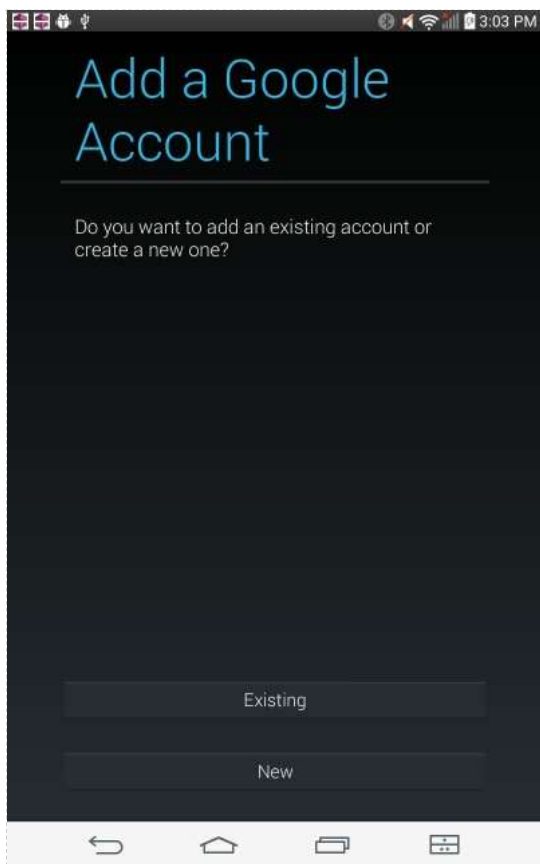 3:03 PM
Add a Google
Account
Do you want to add an existing account or
create a new one?
Existing
New